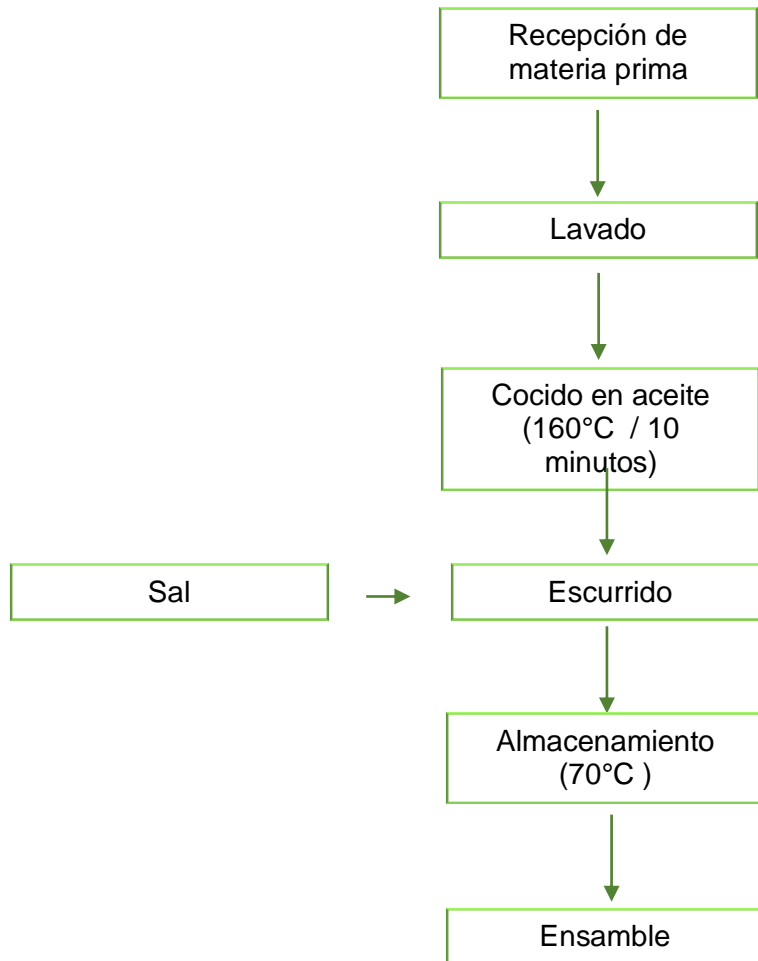 Recepción de
materia prima
Lavado
Cocido en aceite
(160°C / 10
minutos)
Sal
Escurrido
Almacenamiento
(70°C )
Ensamble